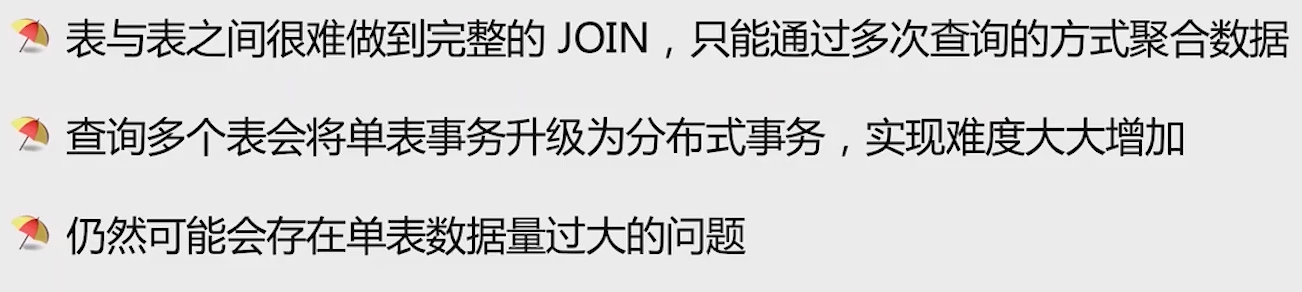 表与表之间很难做到完整的 JOIN，只能通过多次查询的方式聚合数据
查询多个表会将单表事务升级为分布式事务，实现难度大大增加
仍然可能会存在单表数据量过大的问题